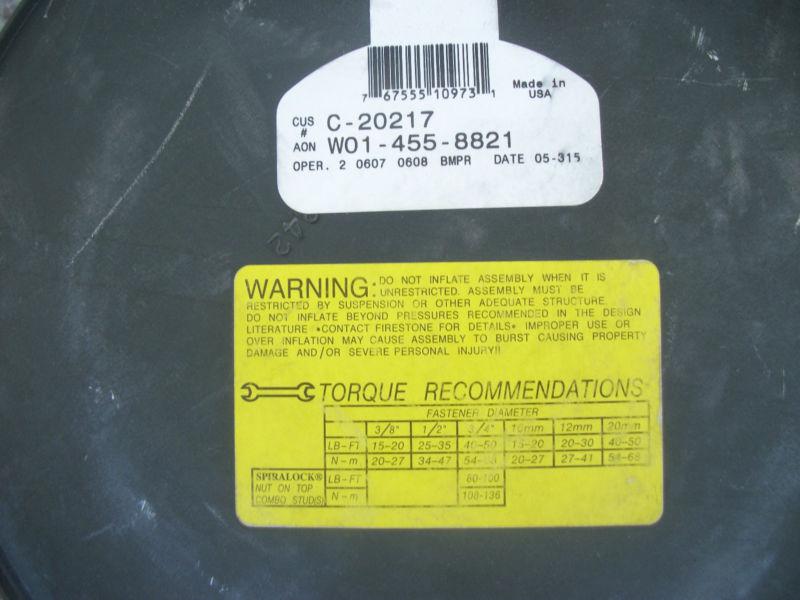 7 67555 10973 1
Made in
USA
CUS
#
C-20217
AON W01-455-8821
OPER. 2 0607 0608 BMPR DATE 05-315
942
WARNING: DO NOT INFLATE ASSEMBLY WHEN IT IS
UNRESTRICTED. ASSEMBLY MUST BE
RESTRICTED BY SUSPENSION OR OTHER ADEQUATE STRUCTURE.
DO NOT INFLATE BEYOND PRESSURES RECOMMENDED IN THE DESIGN
LITERATURE *CONTACT FIRESTONE FOR DETAILS* IMPROPER USE OR
OVER INFLATION MAY CAUSE ASSEMBLY TO BURST CAUSING PROPERTY
DAMAGE AND/OR SEVERE PERSONAL INJURY!!
TORQUE RECOMMENDATIONS
FASTENER DIAMETER
3/8" 1/2" 3/4" 10mm 12mm 20mm
LB-FT 15-20 25-35 40-50 15-20 20-30 40-50
N-m 20-27 34-47 54-68 20-27 27-41 54-68
SPIRALOCK® LB-FT 80-100
NUT ON TOP
COMBO STUD(S) N-m 108-136